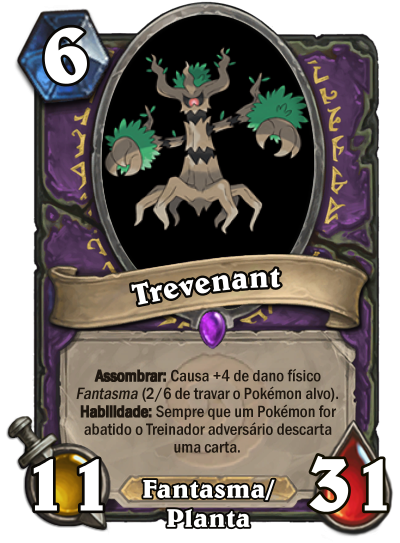 6
Trevenant
Assombrar: Causa +4 de dano físico
Fantasma (2/6 de travar o Pokémon alvo).
Habilidade: Sempre que um Pokémon for
abatido o Treinador adversário descarta
uma carta.
11
Fantasma/
Planta
31